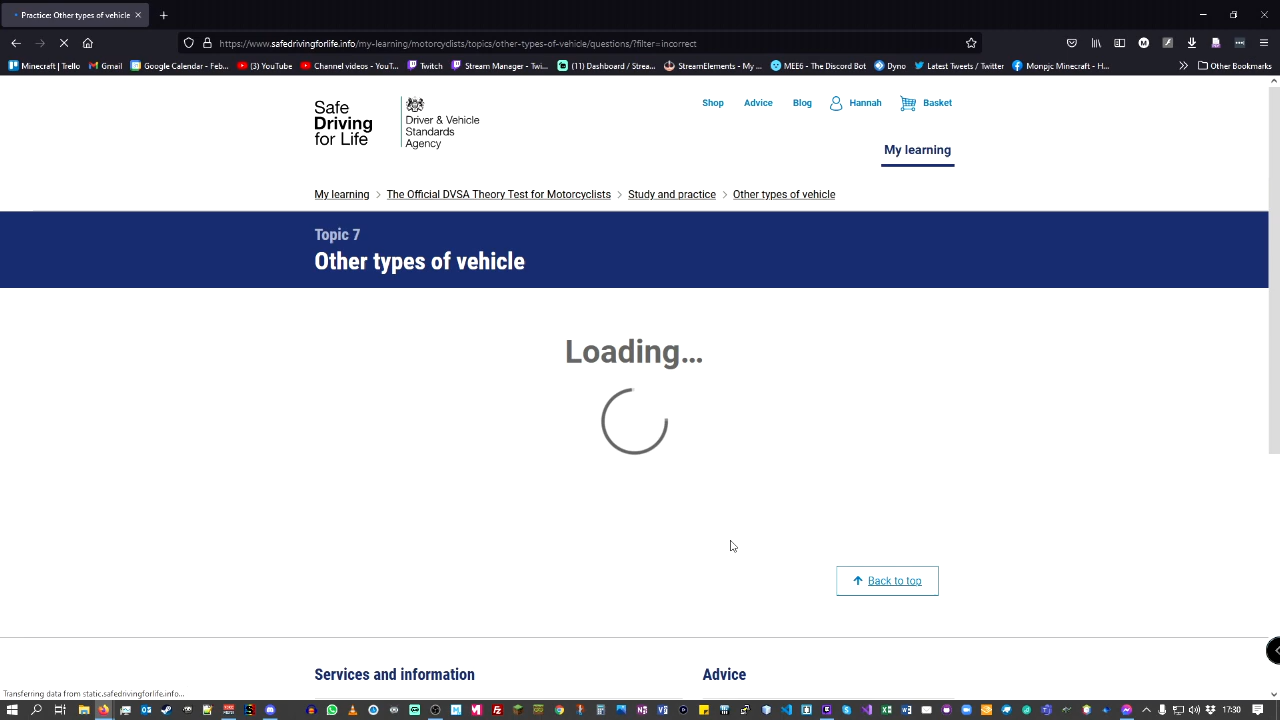 Practice: Other types of vehicle
https://www.safedrivingforlife.info/my-learning/motorcyclists/topics/other-types-of-vehicle/questions/?filter=incorrect
Minecraft | Trello
Gmail
Google Calendar - Feb...
(3) YouTube
Channel videos - YouT...
Twitch
Stream Manager - Twi...
(11) Dashboard / Strea...
StreamElements - My ...
MEE6 - The Discord Bot
Dyno
Latest Tweets / Twitter
Monpjc Minecraft - H...
Other Bookmarks
Safe
Driving
for Life
Driver & Vehicle
Standards
Agency
Shop
Advice
Blog
Hannah
Basket
My learning
My learning > The Official DVSA Theory Test for Motorcyclists > Study and practice > Other types of vehicle
Topic 7
Other types of vehicle
Loading...
Back to top
Services and information
Advice
Transferring data from static.safedrivingforlife.info...
17:30